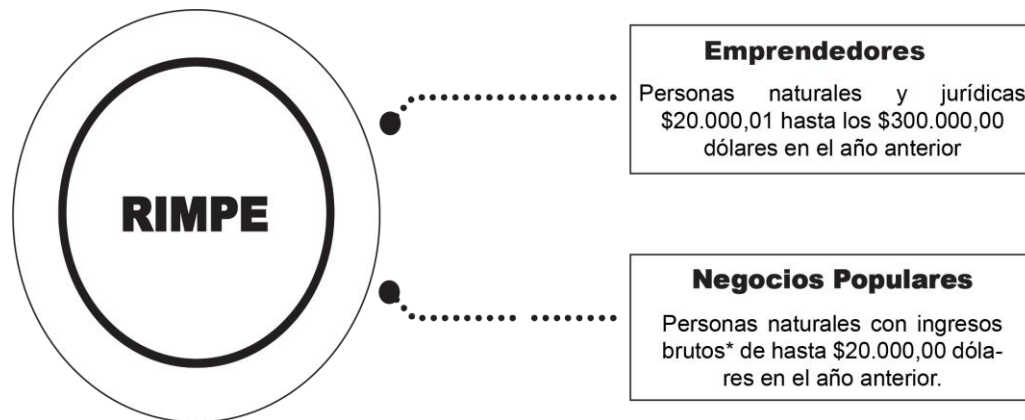 RIMPE
Emprendedores
Personas naturales y jurídicas
$20.000,01 hasta los $300.000,00
dólares en el año anterior
Negocios Populares
Personas naturales con ingresos
brutos* de hasta $20.000,00 dóla-
res en el año anterior.